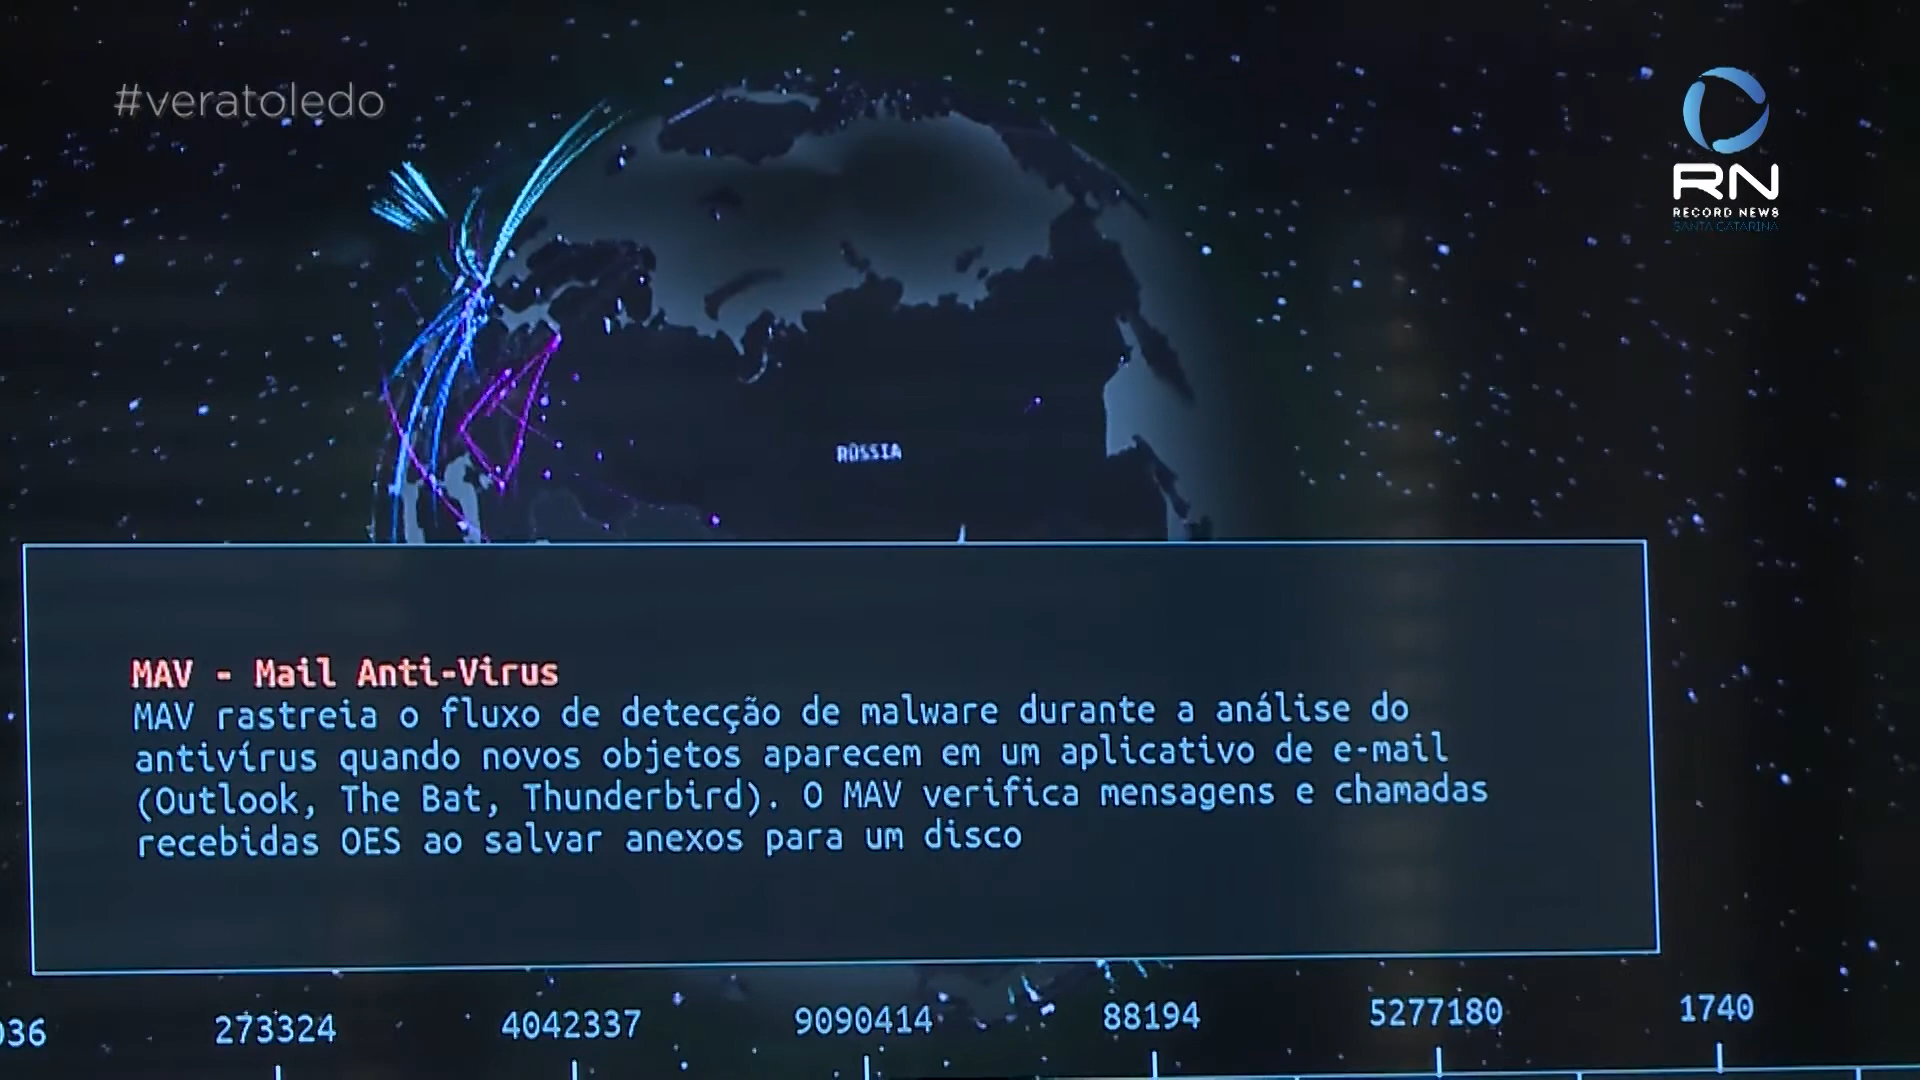 #veratoledo
RN
RECORD NEWS
SANTA CATARINA
RÚSSIA
MAV - Mail Anti-Virus
MAV rastreia o fluxo de detecção de malware durante a análise do
antivírus quando novos objetos aparecem em um aplicativo de e-mail
(Outlook, The Bat, Thunderbird). O MAV verifica mensagens e chamadas
recebidas OES ao salvar anexos para um disco
036 273324 4042337 9090414 88194 5277180 1740